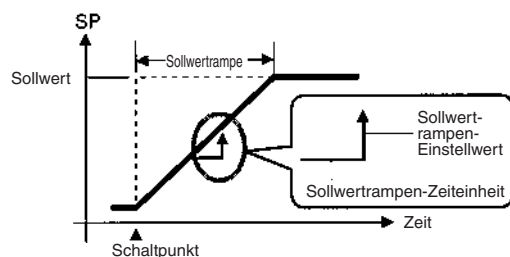 SP
Sollwertrampe
Sollwert
Sollwert-
rampen-
Einstellwert
Sollwertrampen-Zeiteinheit
Zeit
Schaltpunkt